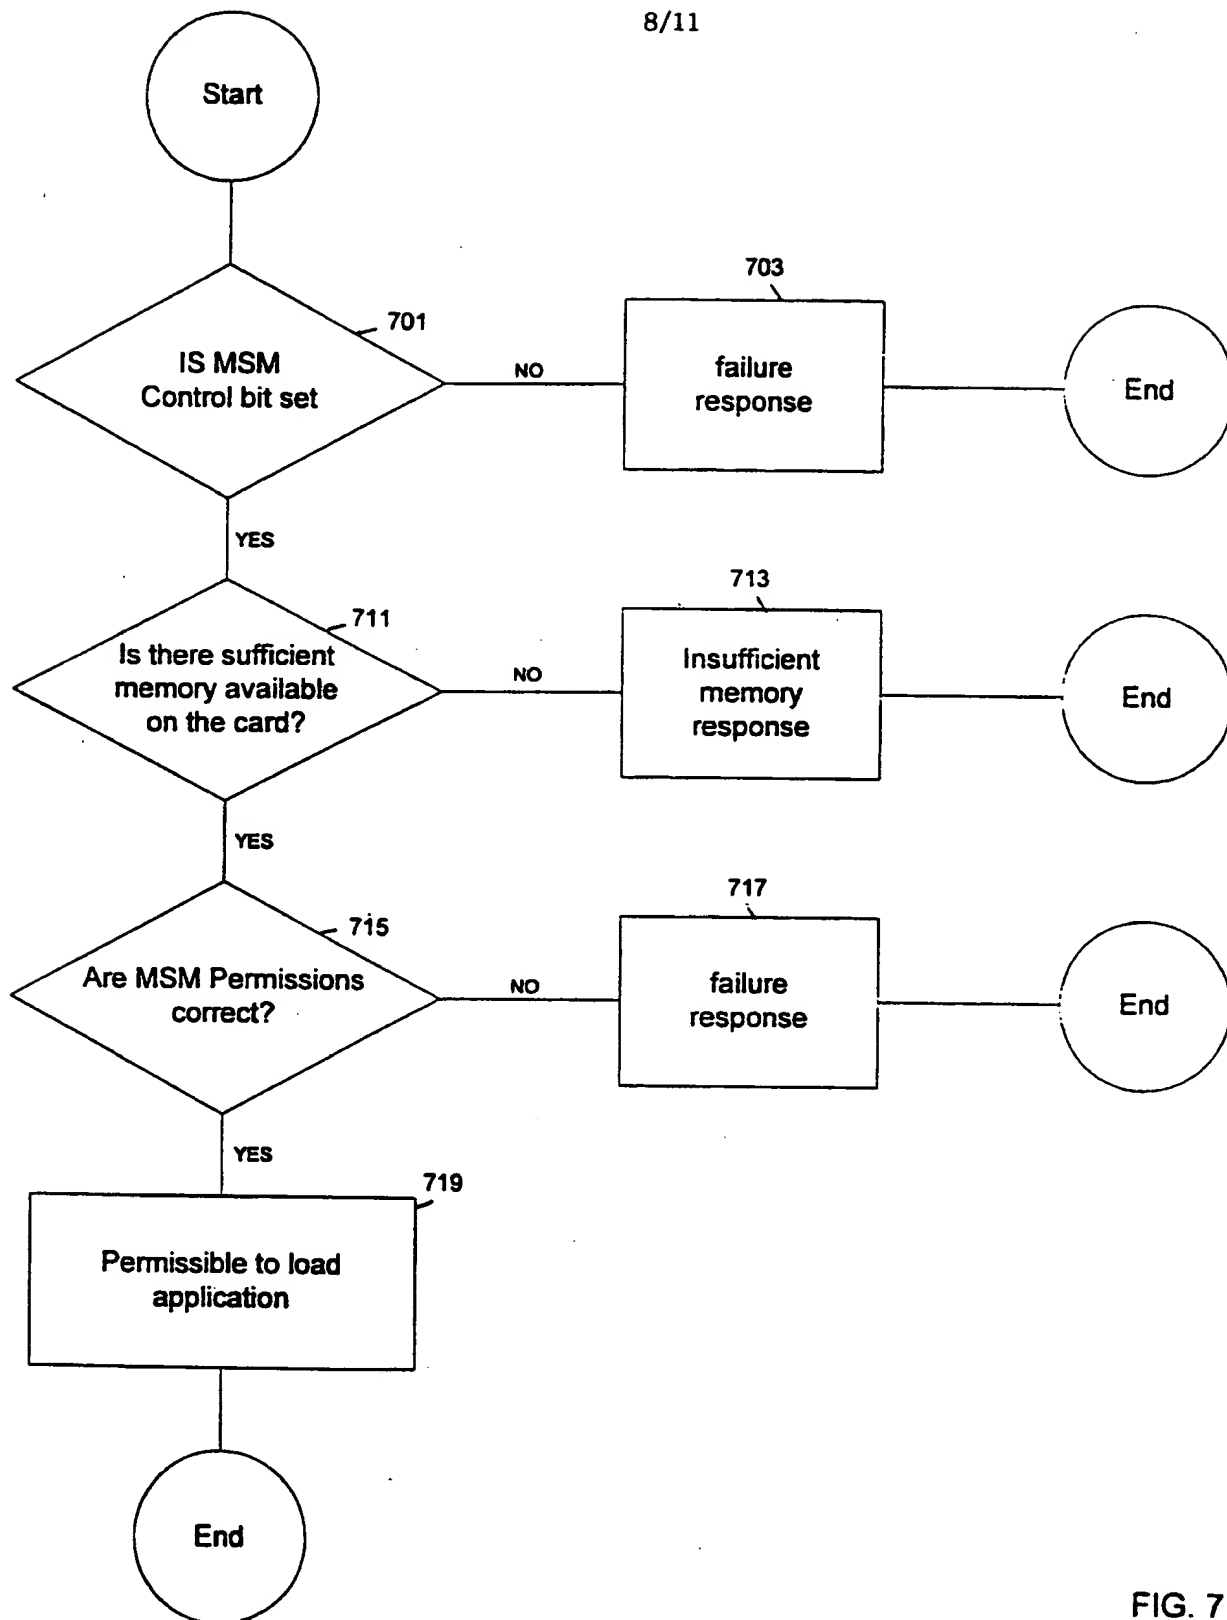 8/11
Start
701
IS MSM
Control bit set
NO
703
failure
response
End
YES
711
Is there sufficient
memory available
on the card?
NO
713
Insufficient
memory
response
End
YES
715
Are MSM Permissions
correct?
NO
717
failure
response
End
YES
719
Permissible to load
application
End
FIG. 7